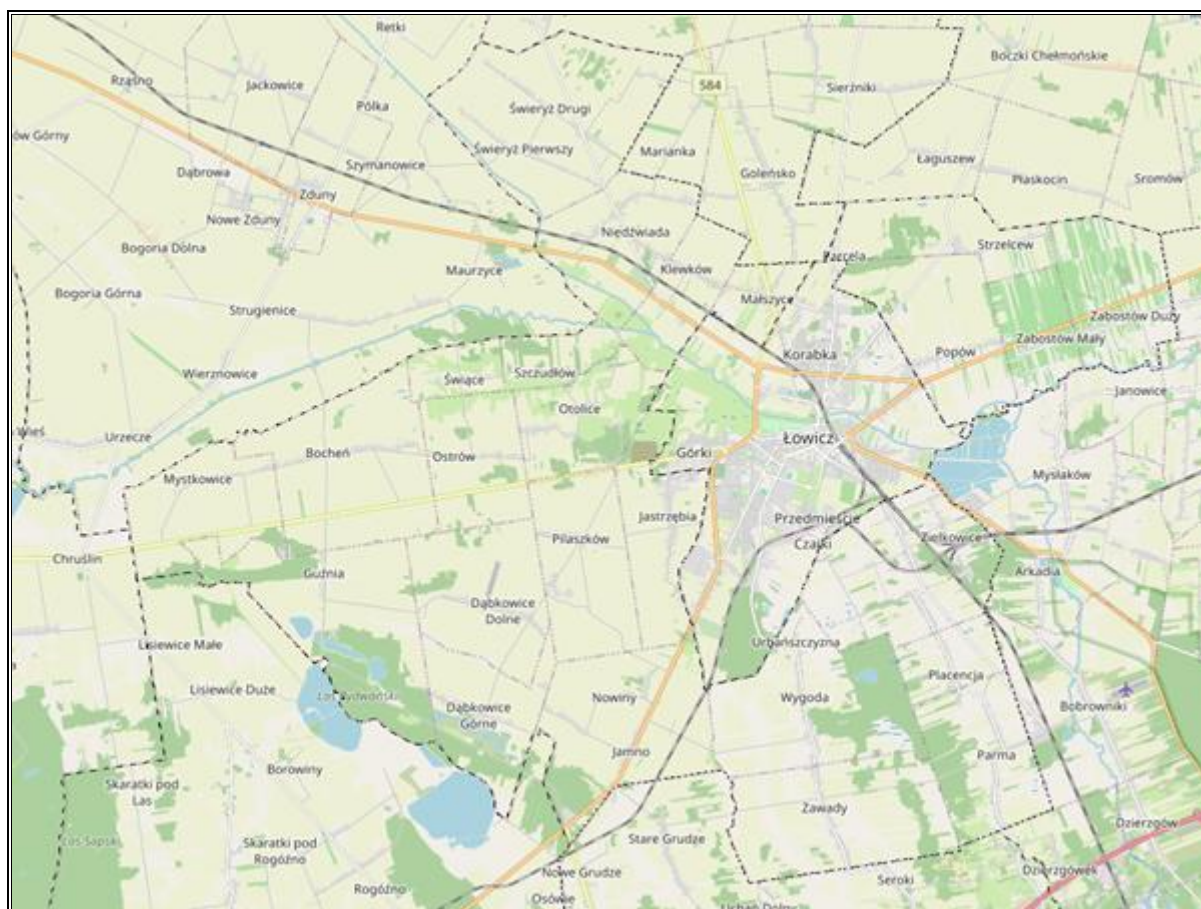 Retki
Boczki Chełmońskie
Rząśno
Jackowice
584
Sierżniki
Pólka
Świeryż Drugi
ów Górny
Świeryż Pierwszy
Marianka
Szymanowice
Łaguszew
Dąbrowa
Goleńsko
Płaskocin
Sromów
Zduny
Nowe Zduny
Niedźwiada
Bogoria Dolna
Strzelcew
Parcela
Maurzyce
Klewków
Bogoria Górna
Małszyce
Strugienice
Zabostów Duży
Zabostów Mały
Korabka
Popów
Wierznowice
Szczudłów
Święce
Janowice
Otolice
Wieś
Urzecze
Łowicz
Bocheń
Ostrów
Górki
Mystkowice
Mysłaków
Jastrzębia
Przedmieście
Pilaszków
Zielkowice
Czajki
Chruślin
Guźnia
Arkadia
Dąbkowice
Dolne
Lisiewice Małe
Urbańszczyzna
Placencja
Lisiewice Duże
Nowiny
Wygoda
Bobrowniki
Dąbkowice
Górne
Jamno
Parma
Borowiny
Skaratki pod
Las
Zawady
Dzierzgów
Stare Grudze
Skaratki pod
Rogóźno
Nowe Grudze
Dzierzgówek
Rogóźno
Seroki
Osówie